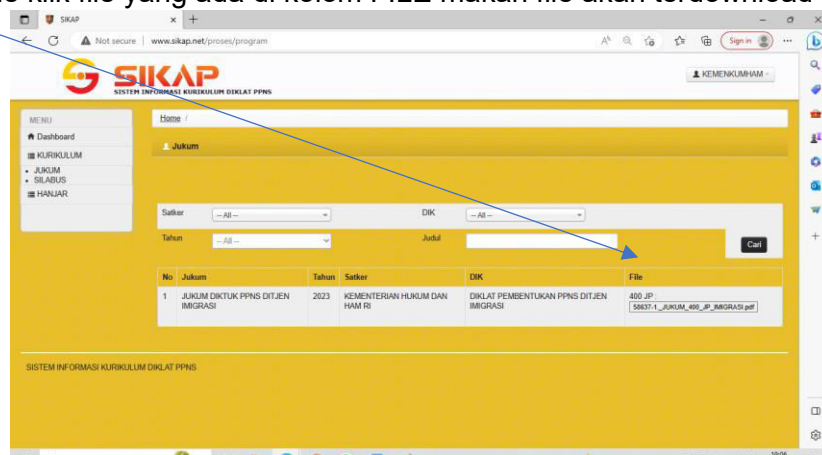 klik file yang ada di kolom FILE makan file akan terdownload
SIKAP
Not secure www.sikap.net/proses/program
Sign in
SIKAP
SISTEM INFORMASI KURIKULUM DIKLAT PPNS
KEMENKUMHAM
MENU
Home /
Dashboard
Jukum
KURIKULUM
JUKUM
SILABUS
HANJAR
Satker -- All -- DIK -- All --
Tahun -- All -- Judul
Cari
No Jukum Tahun Satker DIK File
1 JUKUM DIKTUK PPNS DITJEN IMIGRASI 2023 KEMENTERIAN HUKUM DAN HAM RI DIKLAT PEMBENTUKAN PPNS DITJEN IMIGRASI 400 JP :
58637-1._JUKUM_400_JP_IMIGRASI.pdf
SISTEM INFORMASI KURIKULUM DIKLAT PPNS